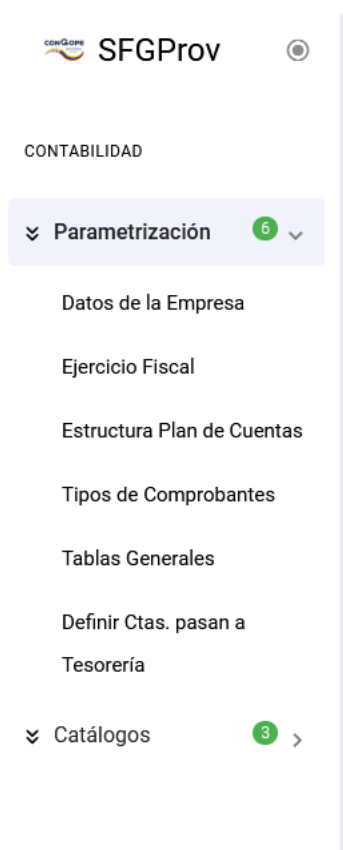 CONGOPE SFGProv
CONTABILIDAD
Parametrización 6
Datos de la Empresa
Ejercicio Fiscal
Estructura Plan de Cuentas
Tipos de Comprobantes
Tablas Generales
Definir Ctas. pasan a
Tesorería
Catálogos 3